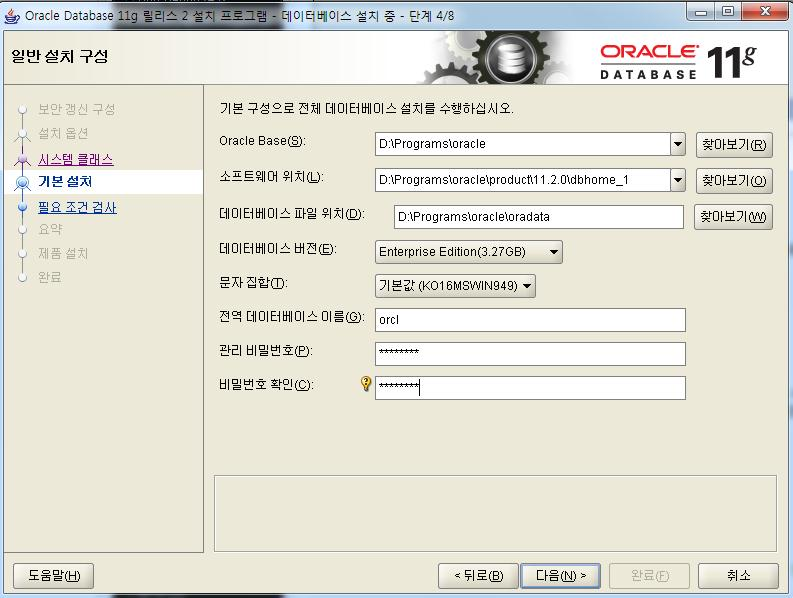 Oracle Database 11g 릴리스 2 설치 프로그램 - 데이터베이스 설치 중 - 단계 4/8
일반 설치 구성
ORACLE
DATABASE 11g
보안 갱신 구성
설치 옵션
시스템 클래스
기본 설치
필요 조건 검사
요약
제품 설치
완료
기본 구성으로 전체 데이터베이스 설치를 수행하십시오.
Oracle Base(S): D:\Programs\oracle 찾아보기(R)
소프트웨어 위치(L): D:\Programs\oracle\product\11.2.0\dbhome_1 찾아보기(O)
데이터베이스 파일 위치(D): D:\Programs\oracle\oradata 찾아보기(W)
데이터베이스 버전(E): Enterprise Edition(3.27GB)
문자 집합(T): 기본값 (KO16MSWIN949)
전역 데이터베이스 이름(G): orcl
관리 비밀번호(P): ********
비밀번호 확인(C): ********
도움말(H) < 뒤로(B) 다음(N) > 완료(F) 취소